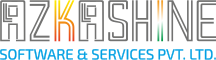 AZKASHINE
SOFTWARE & SERVICES PVT. LTD.